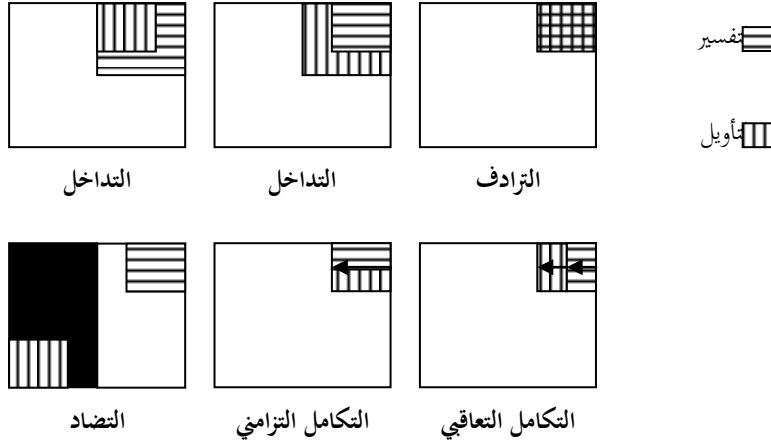 تفسير
تأويل
الترادف
التداخل
التداخل
التكامل التعاقبي
التكامل التزامني
التضاد